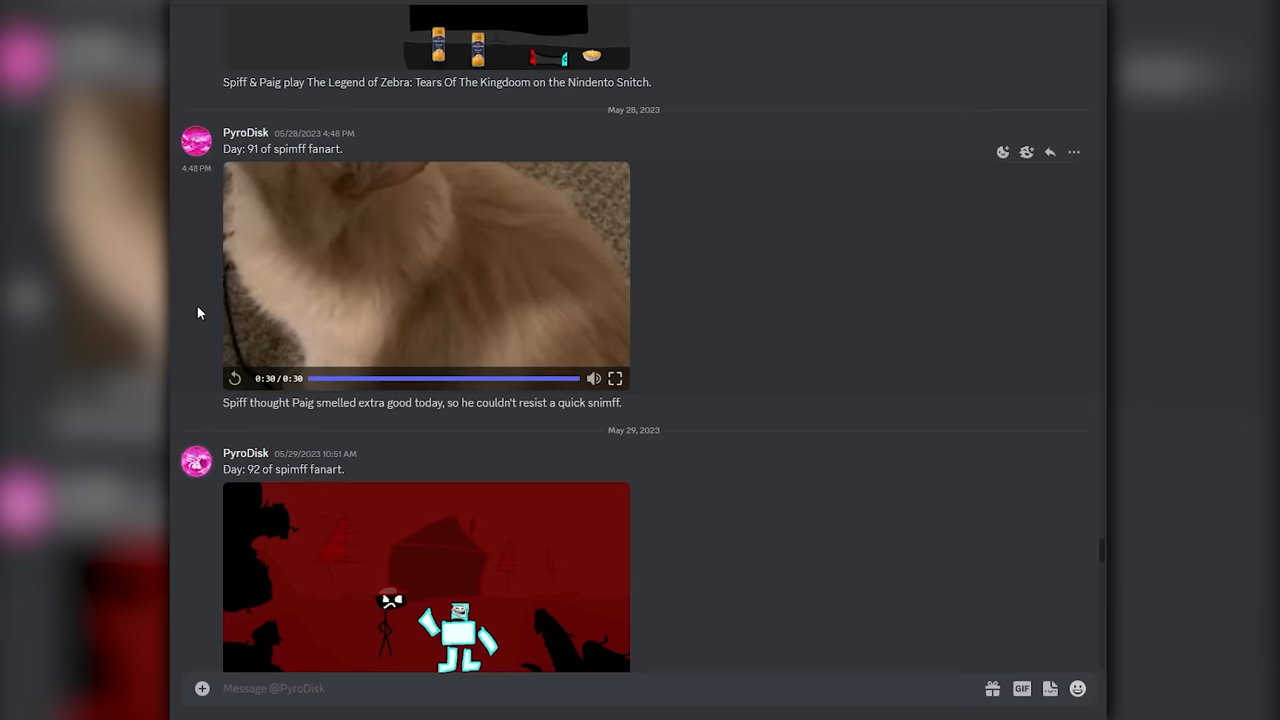 Spiff & Paig play The Legend of Zebra: Tears Of The Kingdoom on the Nindento Snitch.
May 28, 2023
PyroDisk 05/28/2023 4:48 PM
Day: 91 of spimff fanart.
4:48 PM
0:30/0:30
Spiff thought Paig smelled extra good today, so he couldn't resist a quick snimff.
May 29, 2023
PyroDisk 05/29/2023 10:51 AM
Day: 92 of spimff fanart.
Message @PyroDisk
GIF